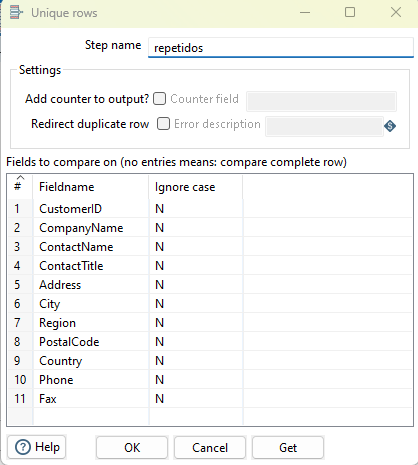 Unique rows
Step name repetidos
Settings
Add counter to output? Counter field
Redirect duplicate row Error description
Fields to compare on (no entries means: compare complete row)
# Fieldname Ignore case
1 CustomerID N
2 CompanyName N
3 ContactName N
4 ContactTitle N
5 Address N
6 City N
7 Region N
8 PostalCode N
9 Country N
10 Phone N
11 Fax N
? Help OK Cancel Get